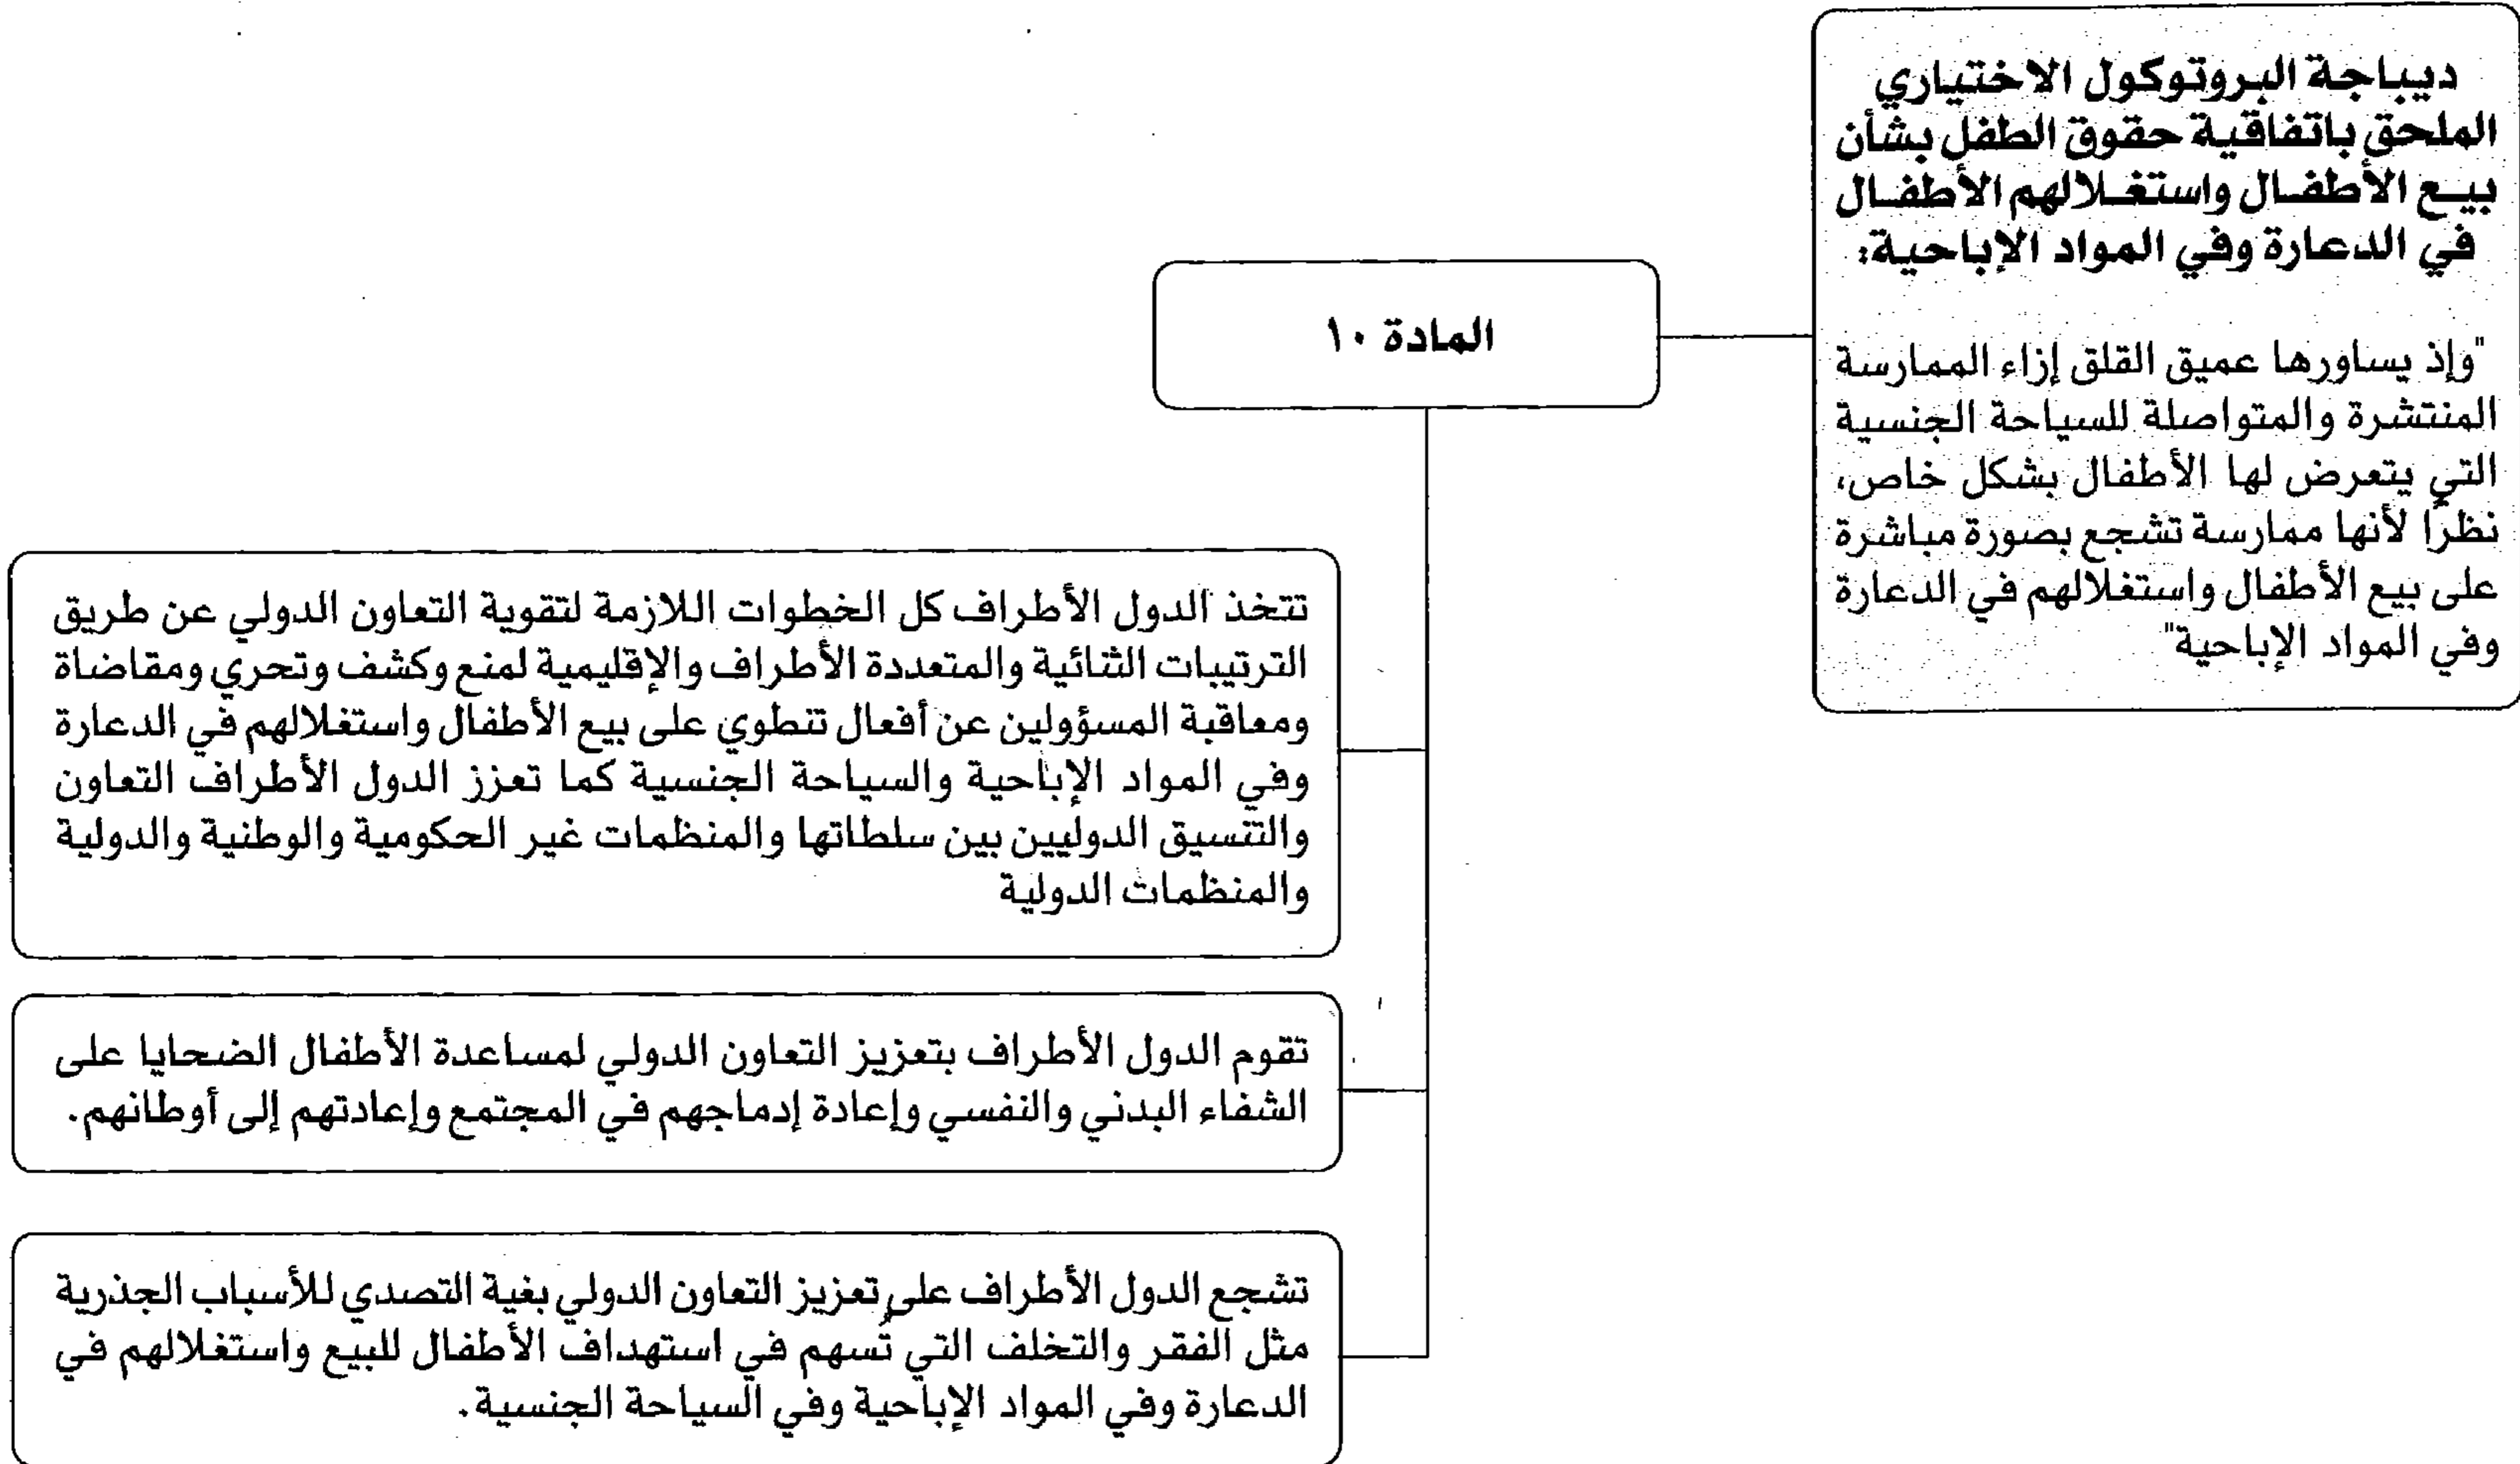 ديباجة البروتوكول الاختياري
الملحق باتفاقية حقوق الطفل بشأن
بيع الأطفال واستغلالهم الأطفال
في الدعارة وفي المواد الإباحية:
"وإذ يساورها عميق القلق إزاء الممارسة
المنتشرة والمتواصلة للسياحة الجنسية
التي يتعرض لها الأطفال بشكل خاص،
نظرًا لأنها ممارسة تشجع بصورة مباشرة
على بيع الأطفال واستغلالهم في الدعارة
وفي المواد الإباحية"
المادة ١٠
تتخذ الدول الأطراف كل الخطوات اللازمة لتقوية التعاون الدولي عن طريق
الترتيبات الثنائية والمتعددة الأطراف والإقليمية لمنع وكشف وتحري ومقاضاة
ومعاقبة المسؤولين عن أفعال تنطوي على بيع الأطفال واستغلالهم في الدعارة
وفي المواد الإباحية والسياحة الجنسية كما تعزز الدول الأطراف التعاون
والتنسيق الدوليين بين سلطاتها والمنظمات غير الحكومية والوطنية والدولية
والمنظمات الدولية
تقوم الدول الأطراف بتعزيز التعاون الدولي لمساعدة الأطفال الضحايا على
الشفاء البدني والنفسي وإعادة إدماجهم في المجتمع وإعادتهم إلى أوطانهم.
تشجع الدول الأطراف على تعزيز التعاون الدولي بغية التصدي للأسباب الجذرية
مثل الفقر والتخلف التي تُسهم في استهداف الأطفال للبيع واستغلالهم في
الدعارة وفي المواد الإباحية وفي السياحة الجنسية.